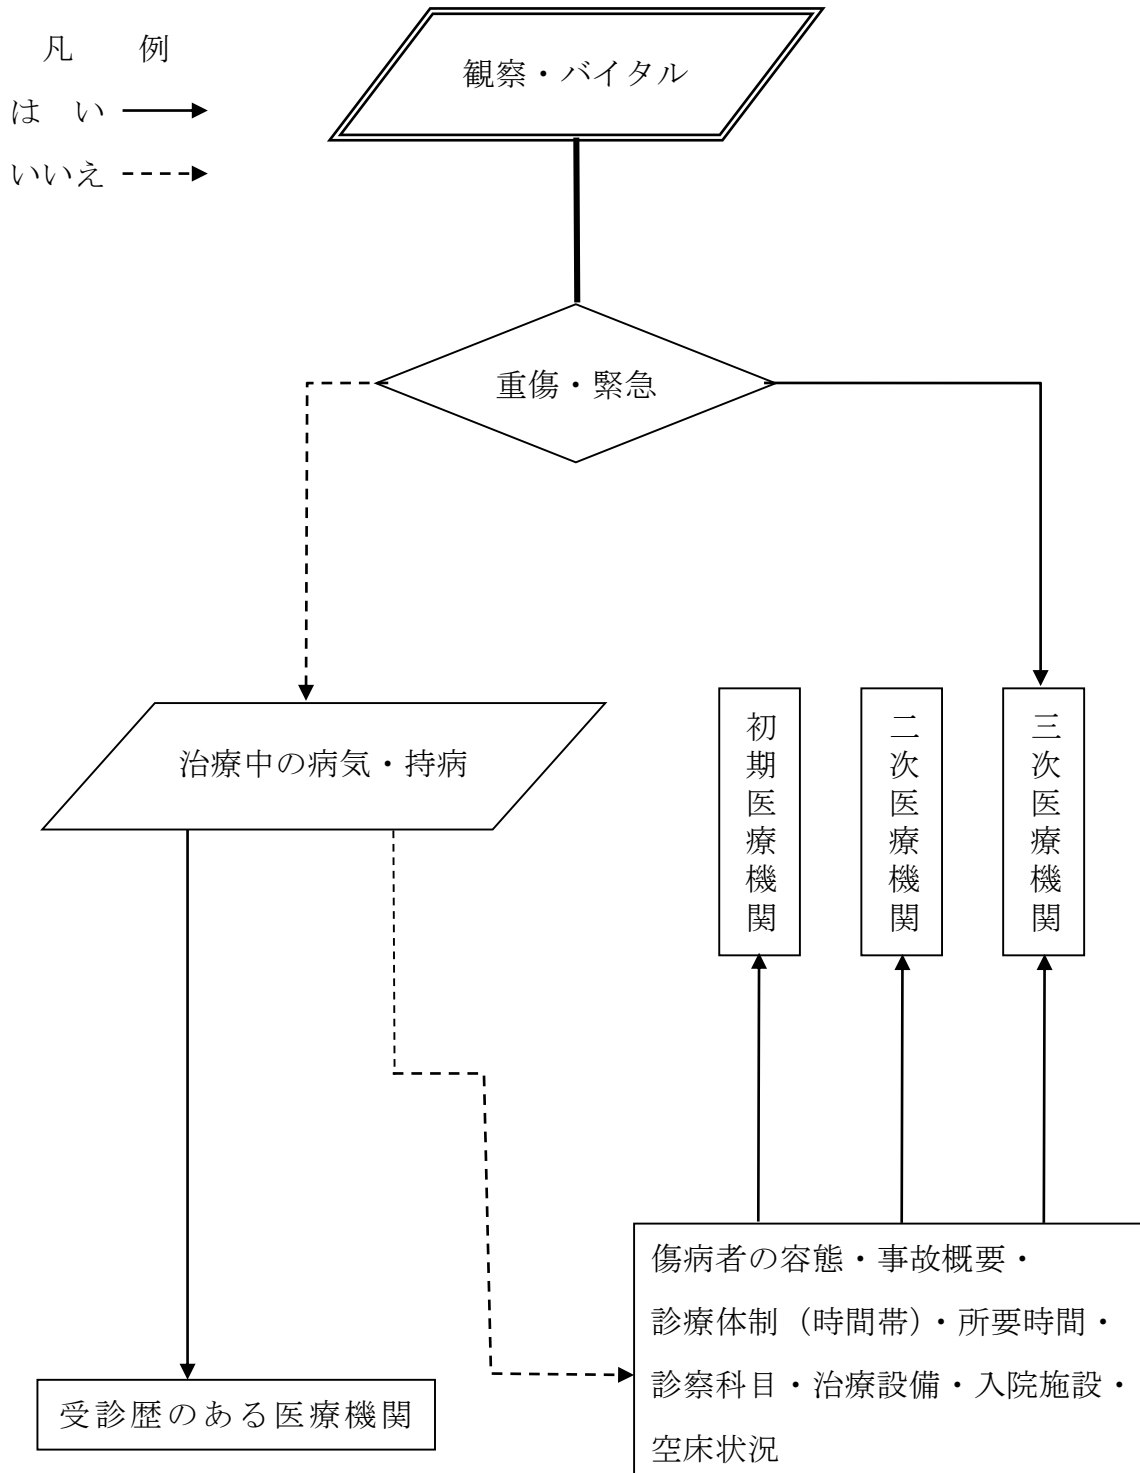 凡　例
は　い
いいえ
観察・バイタル
重傷・緊急
治療中の病気・持病
初期医療機関
二次医療機関
三次医療機関
受診歴のある医療機関
傷病者の容態・事故概要・
診療体制（時間帯）・所要時間・
診察科目・治療設備・入院施設・
空床状況